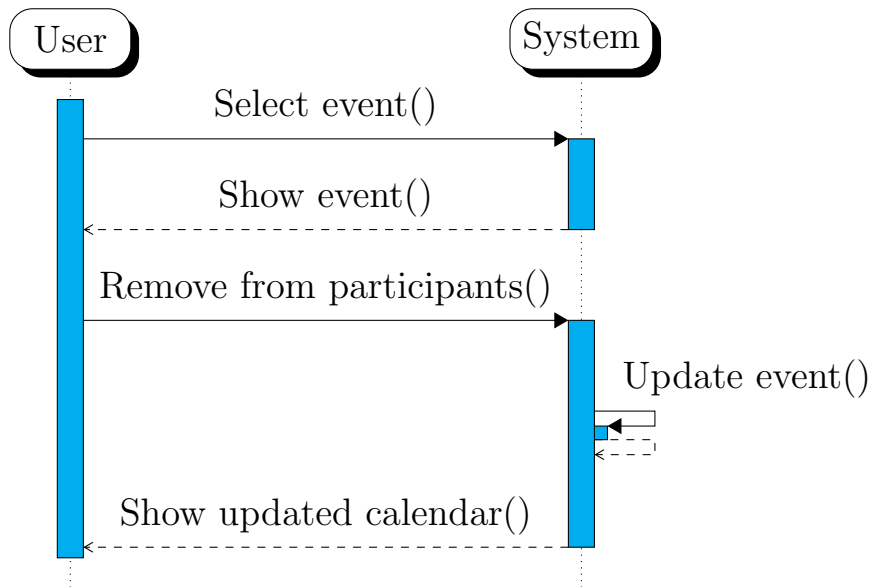 User
System
Select event()
Show event()
Remove from participants()
Update event()
Show updated calendar()